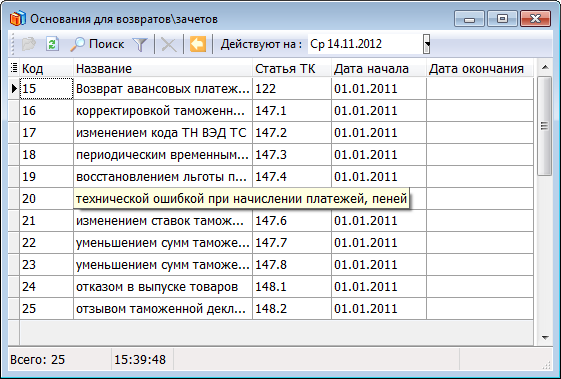 Основания для возвратов\зачетов
Поиск Действуют на : Ср 14.11.2012
Код Название Статья ТК Дата начала Дата окончания
15 Возврат авансовых платеж... 122 01.01.2011
16 корректировкой таможенн... 147.1 01.01.2011
17 изменением кода ТН ВЭД ТС 147.2 01.01.2011
18 периодическим временным... 147.3 01.01.2011
19 восстановлением льготы п... 147.4 01.01.2011
20 технической ошибкой при начислении платежей, пеней
21 изменением ставок тамож... 147.6 01.01.2011
22 уменьшением сумм таможе... 147.7 01.01.2011
23 уменьшением сумм таможе... 147.8 01.01.2011
24 отказом в выпуске товаров 148.1 01.01.2011
25 отзывом таможенной декл... 148.2 01.01.2011
Всего: 25 15:39:48